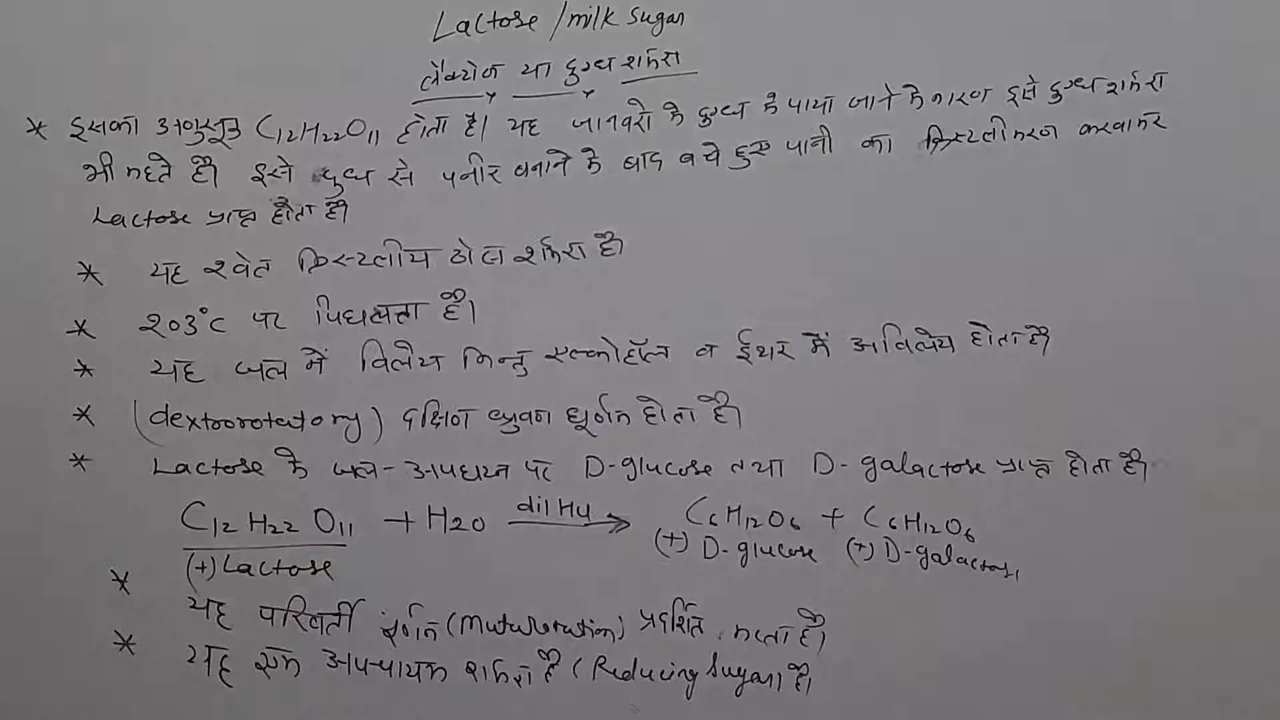 Lactose /milk sugar
लैक्टोज या दुग्ध शर्करा
* इसका अणुसूत्र C12H22O11 होता है। यह जानवरो के दुग्ध मे पाया जाने के कारण इसे दुग्ध शर्करा
भी कहते है। इसे दुग्ध से पनीर बनाने के बाद बचे हुए पानी का क्रिस्टलीकरण करवाकर
Lactose प्राप्त होता है।
* यह श्वेत क्रिस्टलीय ठोस शर्करा है।
* 203°C पर पिघलता है।
* यह जल में विलेय किन्तु एल्कोहॉल व ईथर में अविलेय होता है।
* (dextrorotatory) दक्षिण ध्रुवण घूर्णन होता है।
* Lactose के जल-अपघटन पर D-glucose तथा D-galactose प्राप्त होता है।
C12H22O11 + H2O dil → C6H12O6 + C6H12O6
(+) Lactose (+) D-glucose (+) D-galactose
* यह परिवर्ती घूर्णन (Mutarotation) प्रदर्शित करता है।
* यह एक अपचायक शर्करा है (Reducing Sugar) है।